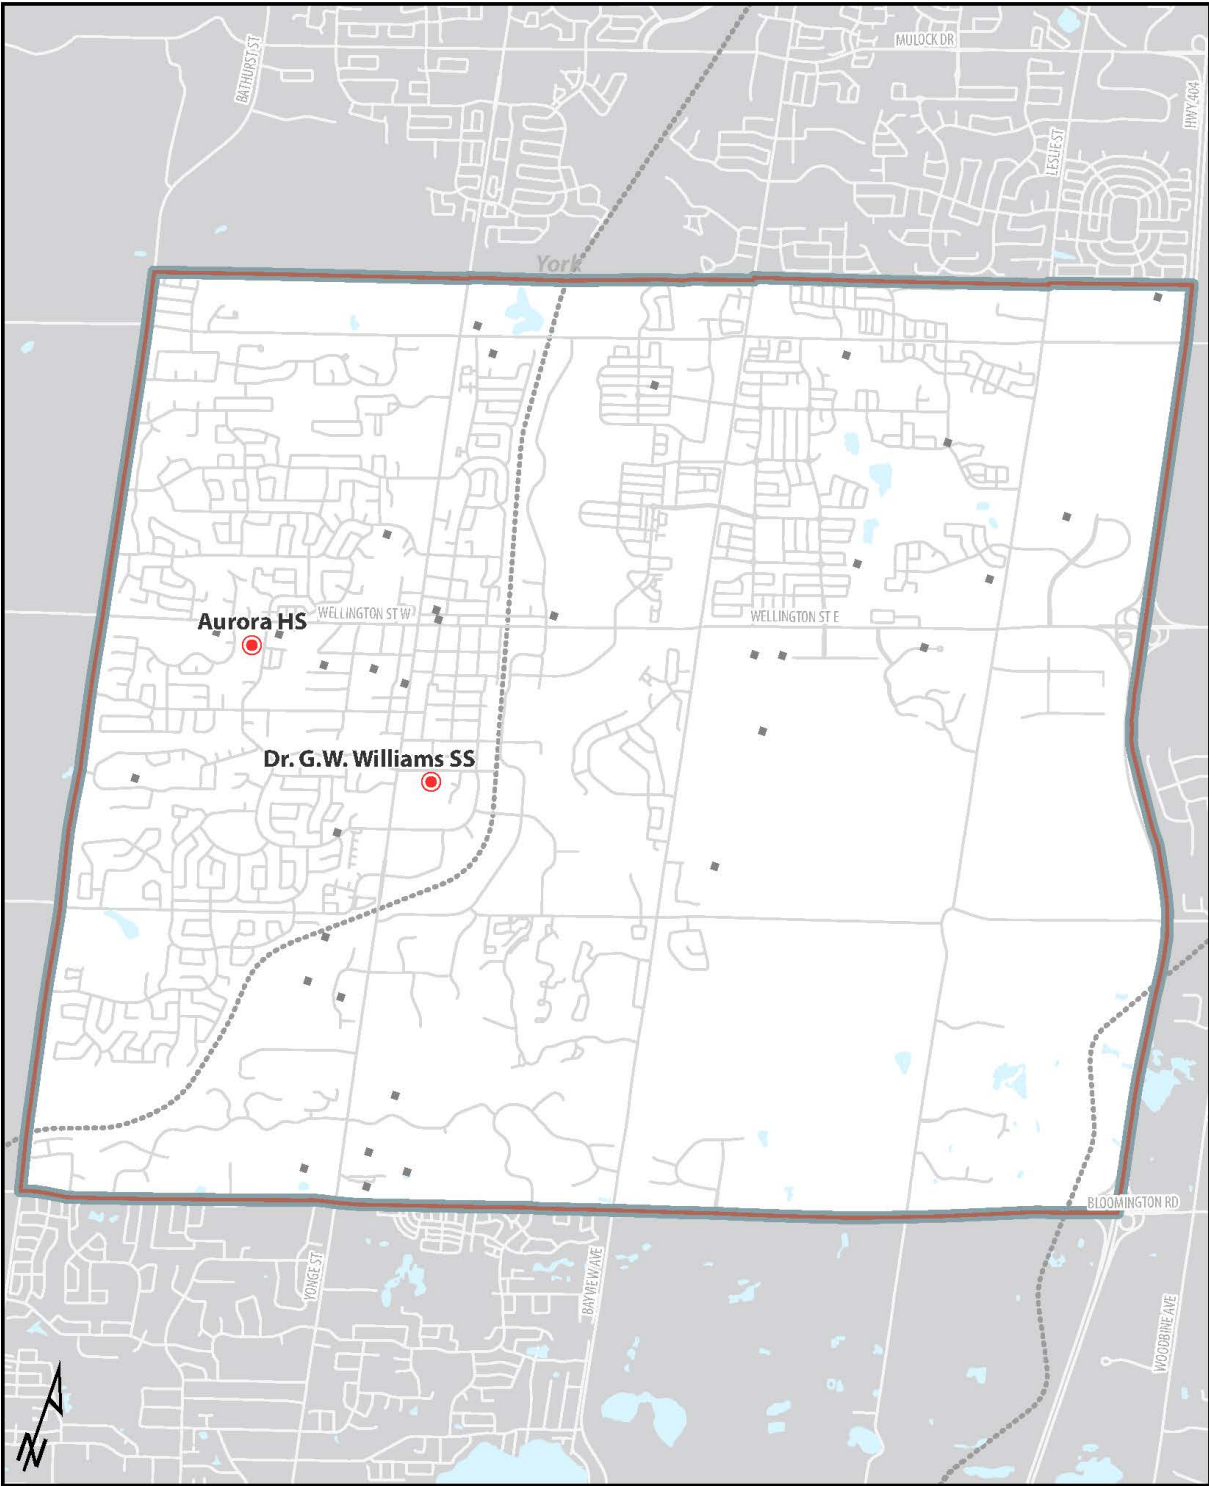 MULOCK DR
BATHURST ST
HWY 404
LESLIE ST
York
WELLINGTON ST W
Aurora HS
WELLINGTON ST E
Dr. G.W. Williams SS
BLOOMINGTON RD
YONGE ST
BAYVIEW AVE
WOODBINE AVE
N